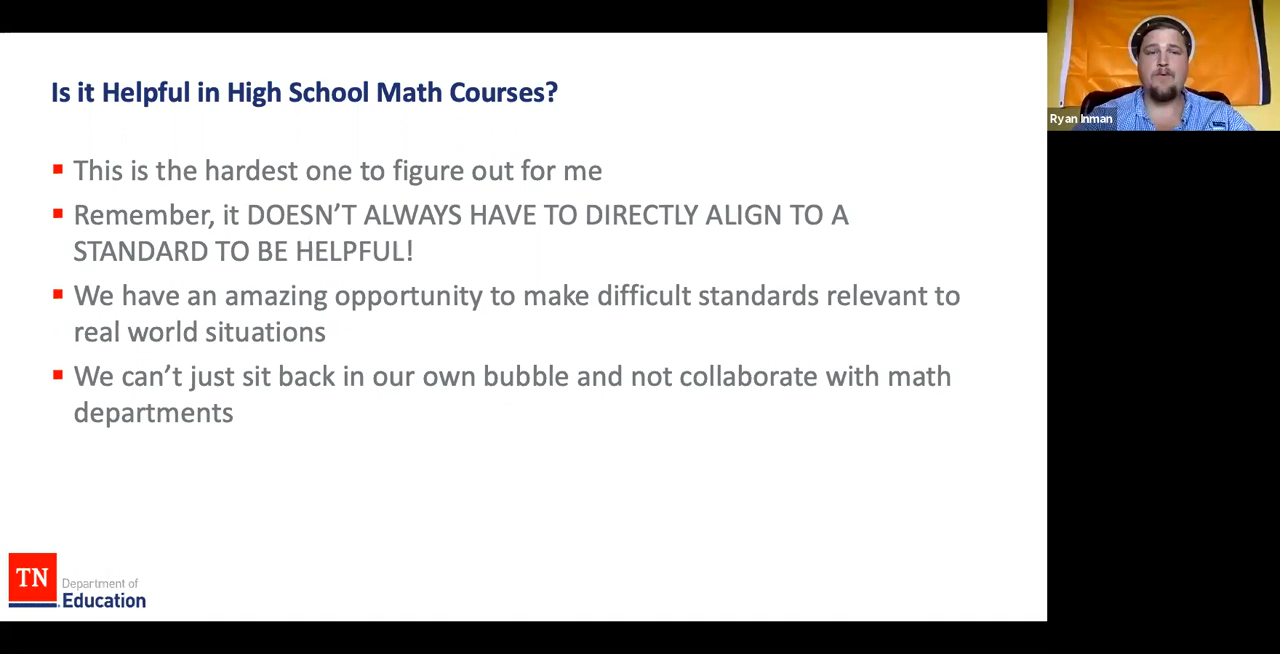 Is it Helpful in High School Math Courses?
This is the hardest one to figure out for me
Remember, it DOESN'T ALWAYS HAVE TO DIRECTLY ALIGN TO A
STANDARD TO BE HELPFUL!
We have an amazing opportunity to make difficult standards relevant to
real world situations
We can't just sit back in our own bubble and not collaborate with math
departments
TN
Department of
Education
Ryan Inman